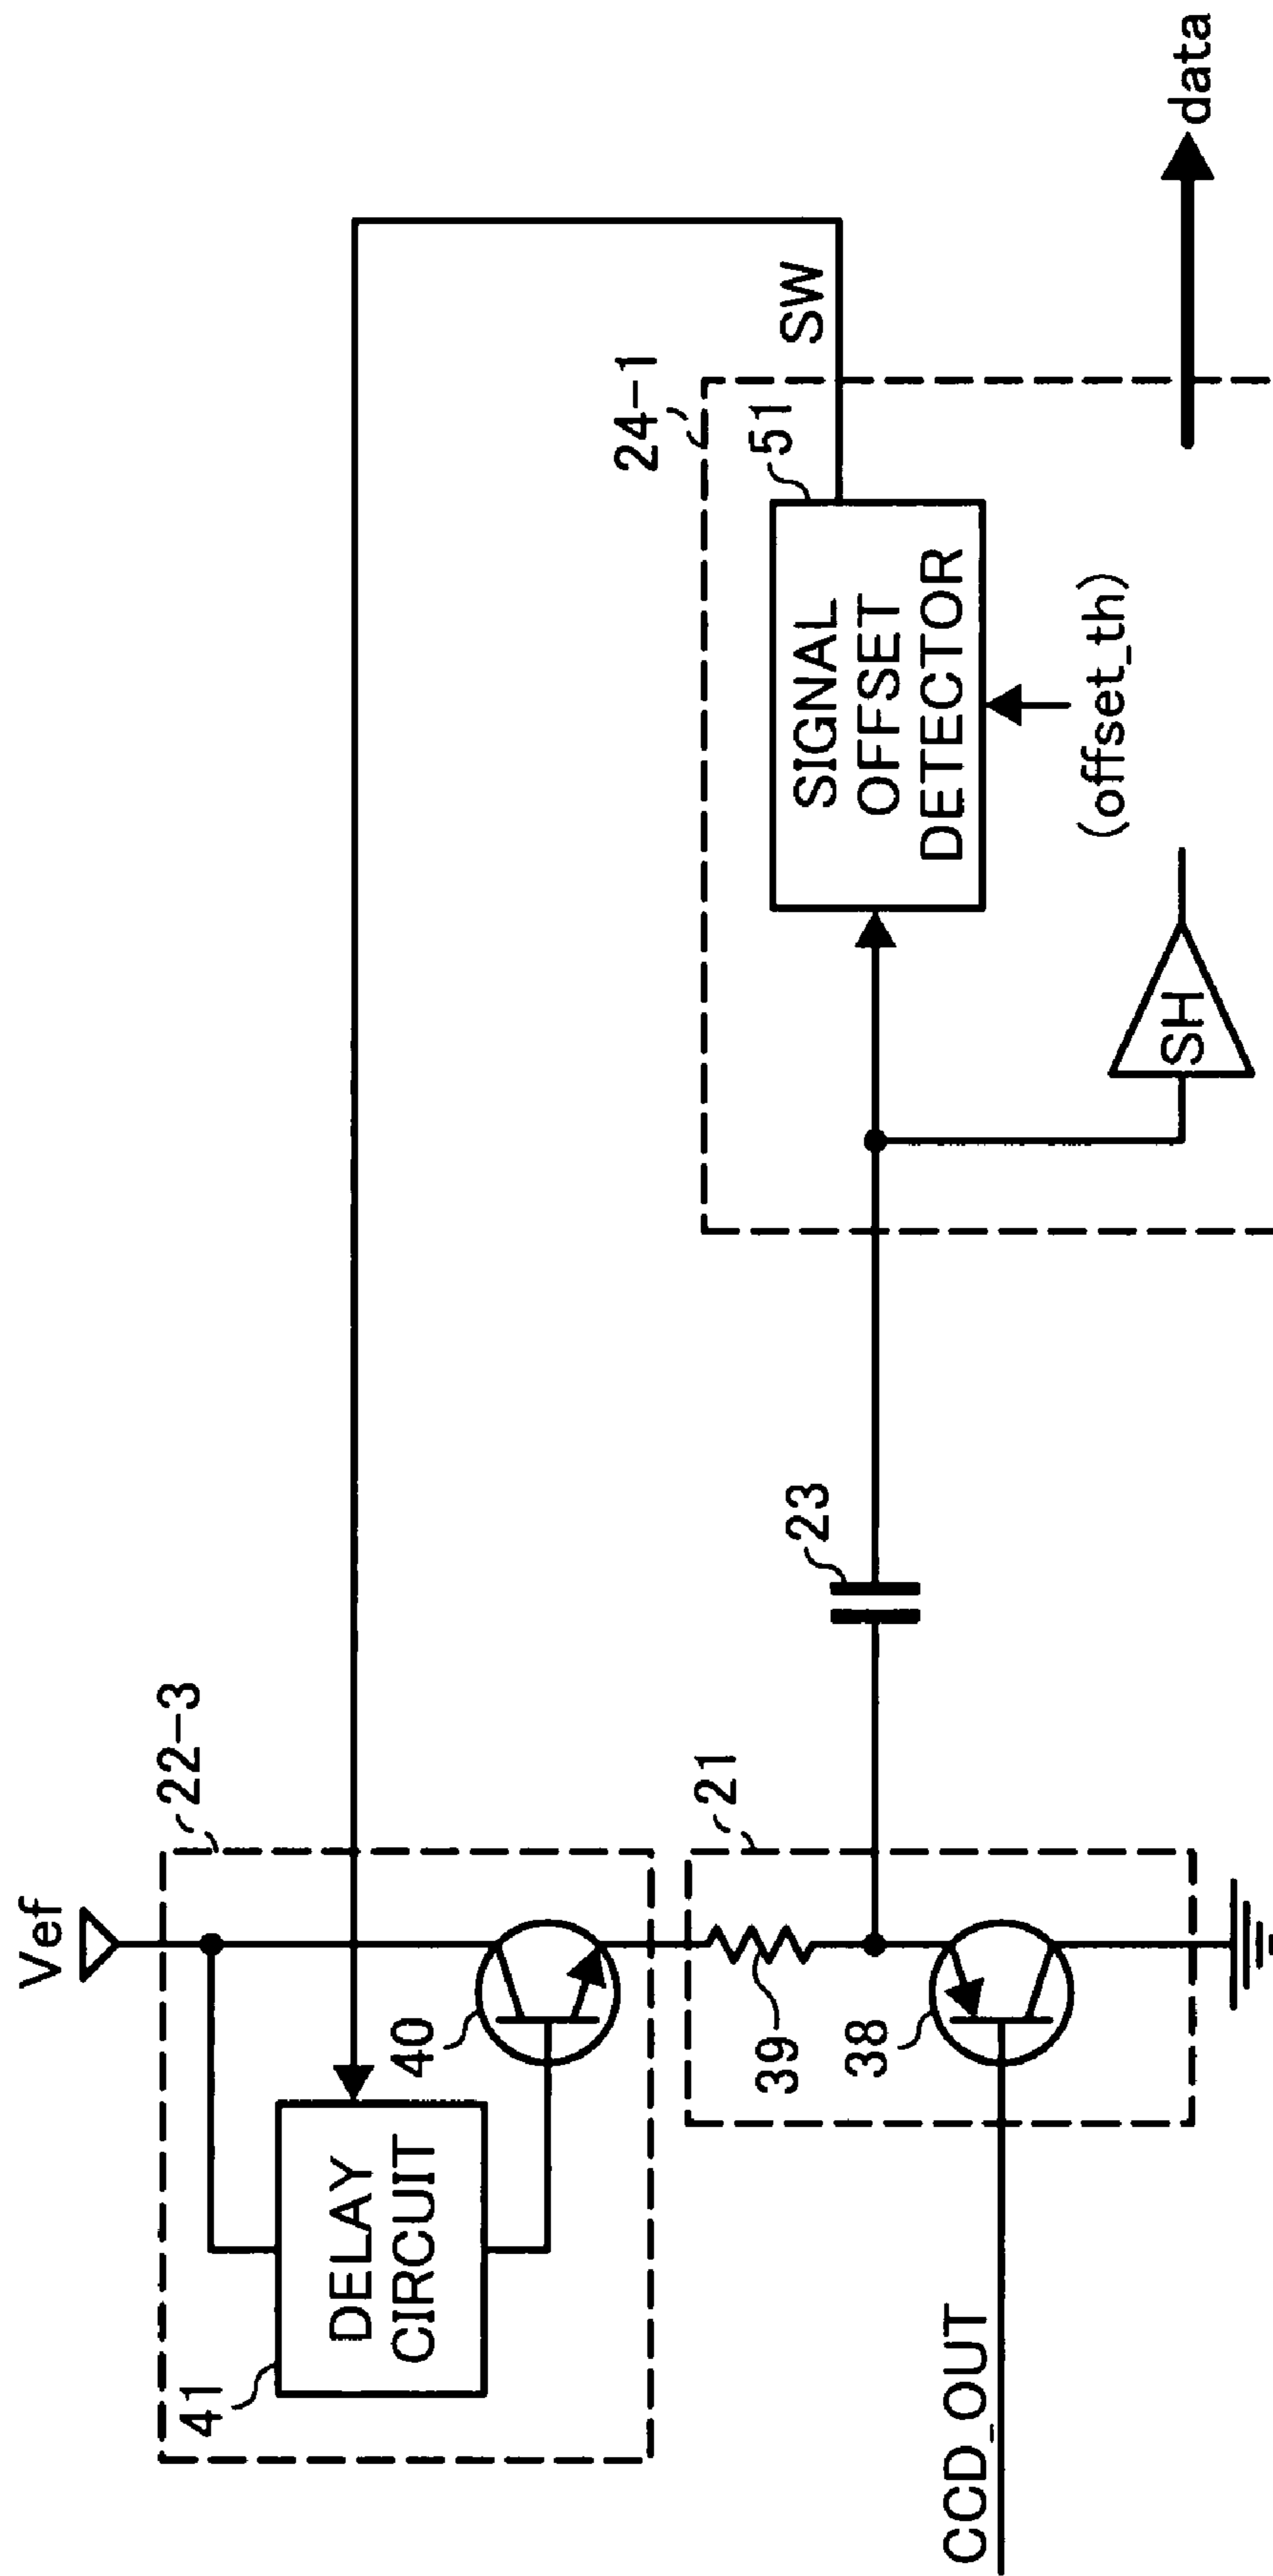 Vef
22-3
41
DELAY
CIRCUIT
40
21
39
38
CCD_OUT
23
24-1
51
SIGNAL
OFFSET
DETECTOR
SW
(offset_th)
SH
data